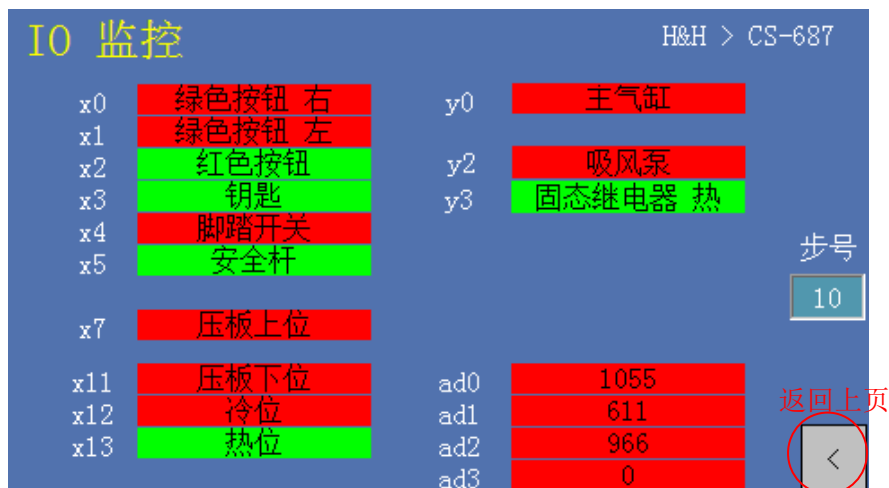 IO 监控 H&H > CS-687
x0 绿色按钮 右 y0 主气缸
x1 绿色按钮 左
x2 红色按钮 y2 吸风泵
x3 钥匙 y3 固态继电器 热
x4 脚踏开关
x5 安全杆
步号
10
x7 压板上位
x11 压板下位 ad0 1055
返回上页
x12 冷位 ad1 611
x13 热位 ad2 966
<
ad3 0